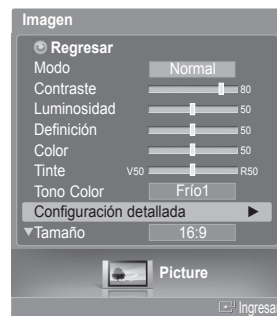 Imagen
Regresar
Modo Normal
Contraste 80
Luminosidad 50
Definición 50
Color 50
Tinte V50 R50
Tono Color Frío1
Configuración detallada ►
▼Tamaño 16:9
Picture
Ingresar